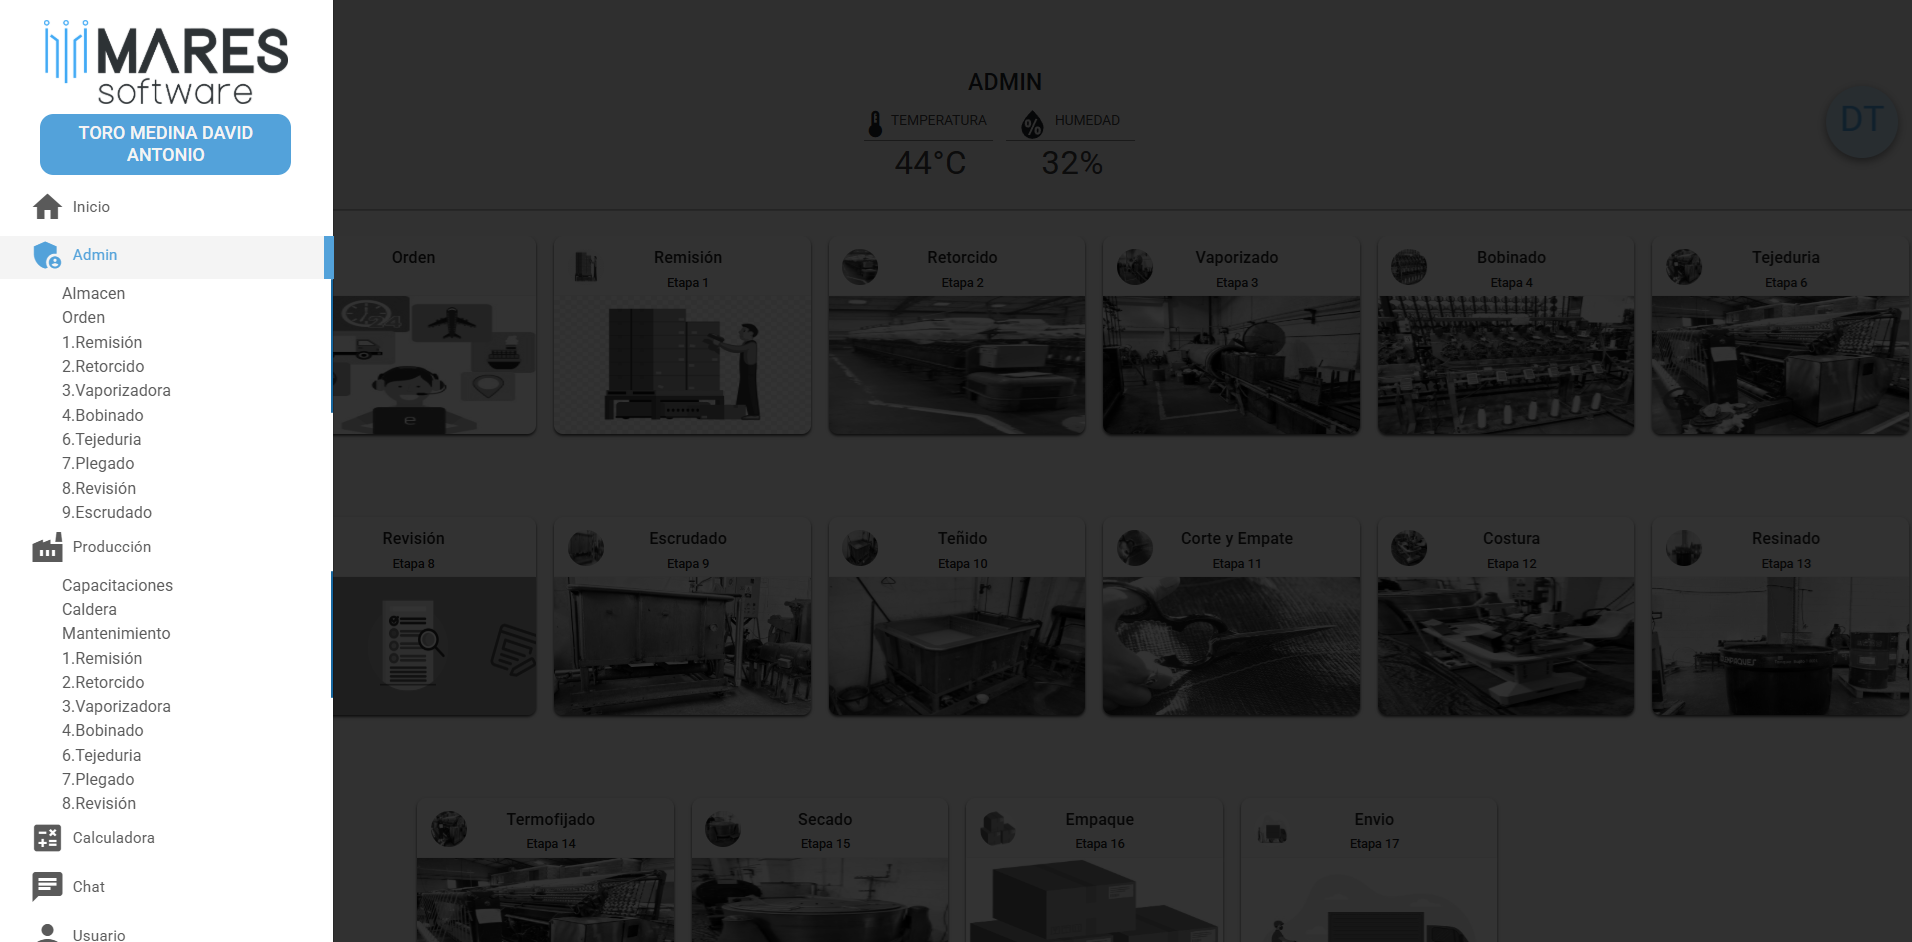 MARES
software
TORO MEDINA DAVID
ANTONIO
Inicio
Admin
Almacen
Orden
1.Remisión
2.Retorcido
3.Vaporizadora
4.Bobinado
6.Tejeduria
7.Plegado
8.Revisión
9.Escrudado
Producción
Capacitaciones
Caldera
Mantenimiento
1.Remisión
2.Retorcido
3.Vaporizadora
4.Bobinado
6.Tejeduria
7.Plegado
8.Revisión
Calculadora
Chat
Usuario
ADMIN
TEMPERATURA
44°C
HUMEDAD
32%
DT
Orden
Remisión
Etapa 1
Retorcido
Etapa 2
Vaporizado
Etapa 3
Bobinado
Etapa 4
Tejeduria
Etapa 6
Revisión
Etapa 8
Escrudado
Etapa 9
Teñido
Etapa 10
Corte y Empate
Etapa 11
Costura
Etapa 12
Resinado
Etapa 13
Termofijado
Etapa 14
Secado
Etapa 15
Empaque
Etapa 16
Envio
Etapa 17